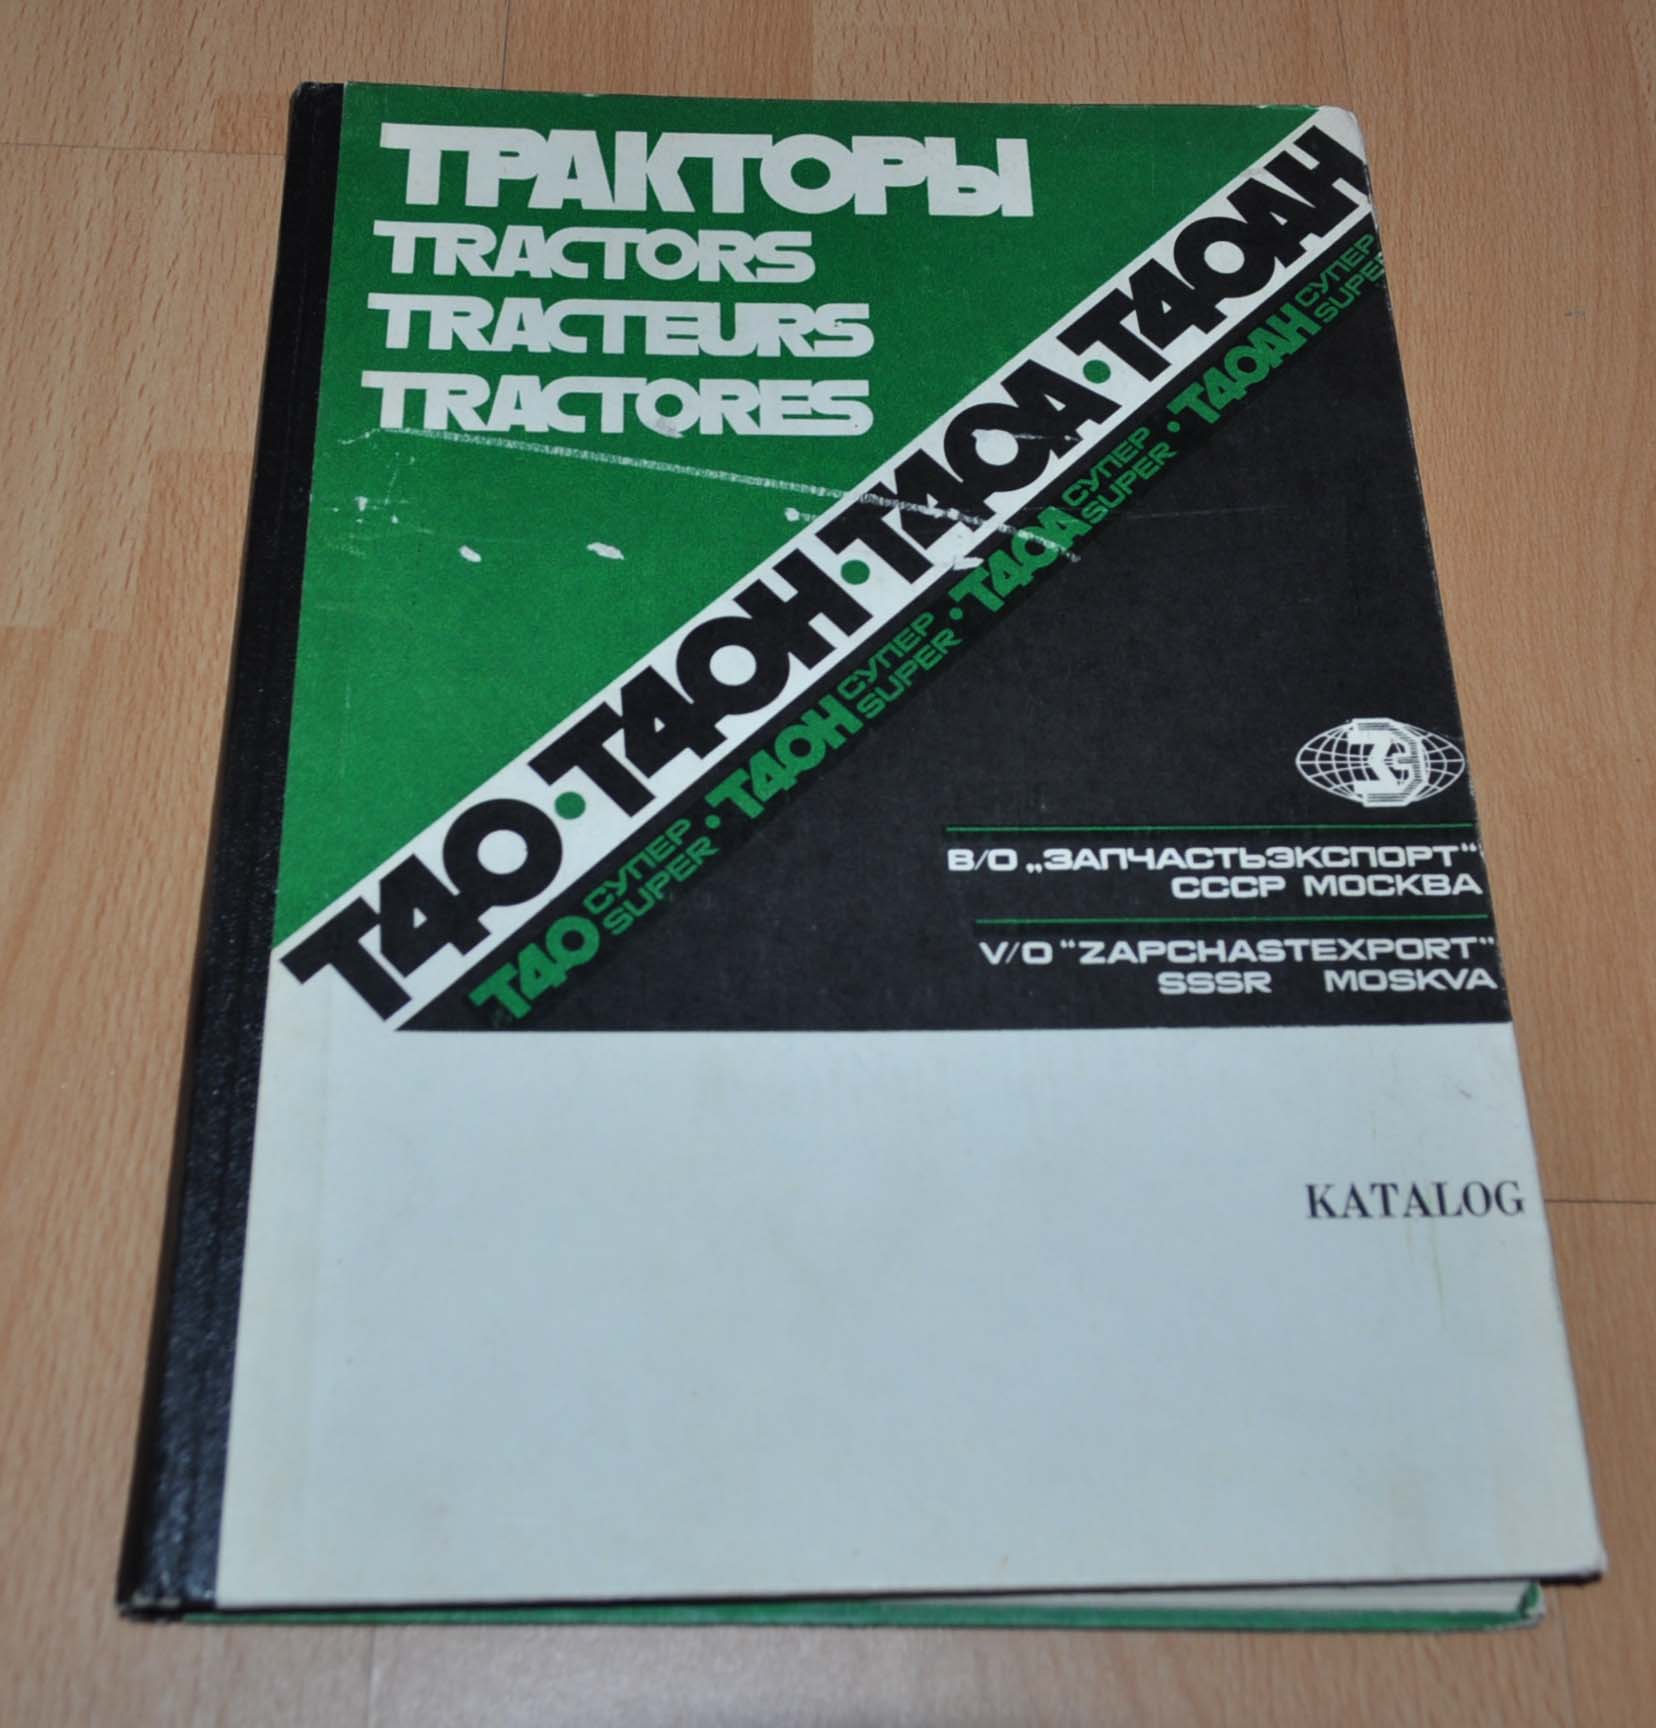 ТРАКТОРЫ
TRACTORS
TRACTEURS
TRACTORES
Т40•Т40Н•Т40А•Т40АН
Т40 СУПЕР SUPER • Т40Н СУПЕР SUPER • Т40А СУПЕР SUPER • Т40АН СУПЕР SUPER
В/О „ЗАПЧАСТЬЭКСПОРТ“
СССР МОСКВА
V/O "ZAPCHASTEXPORT"
SSSR MOSKVA
KATALOG